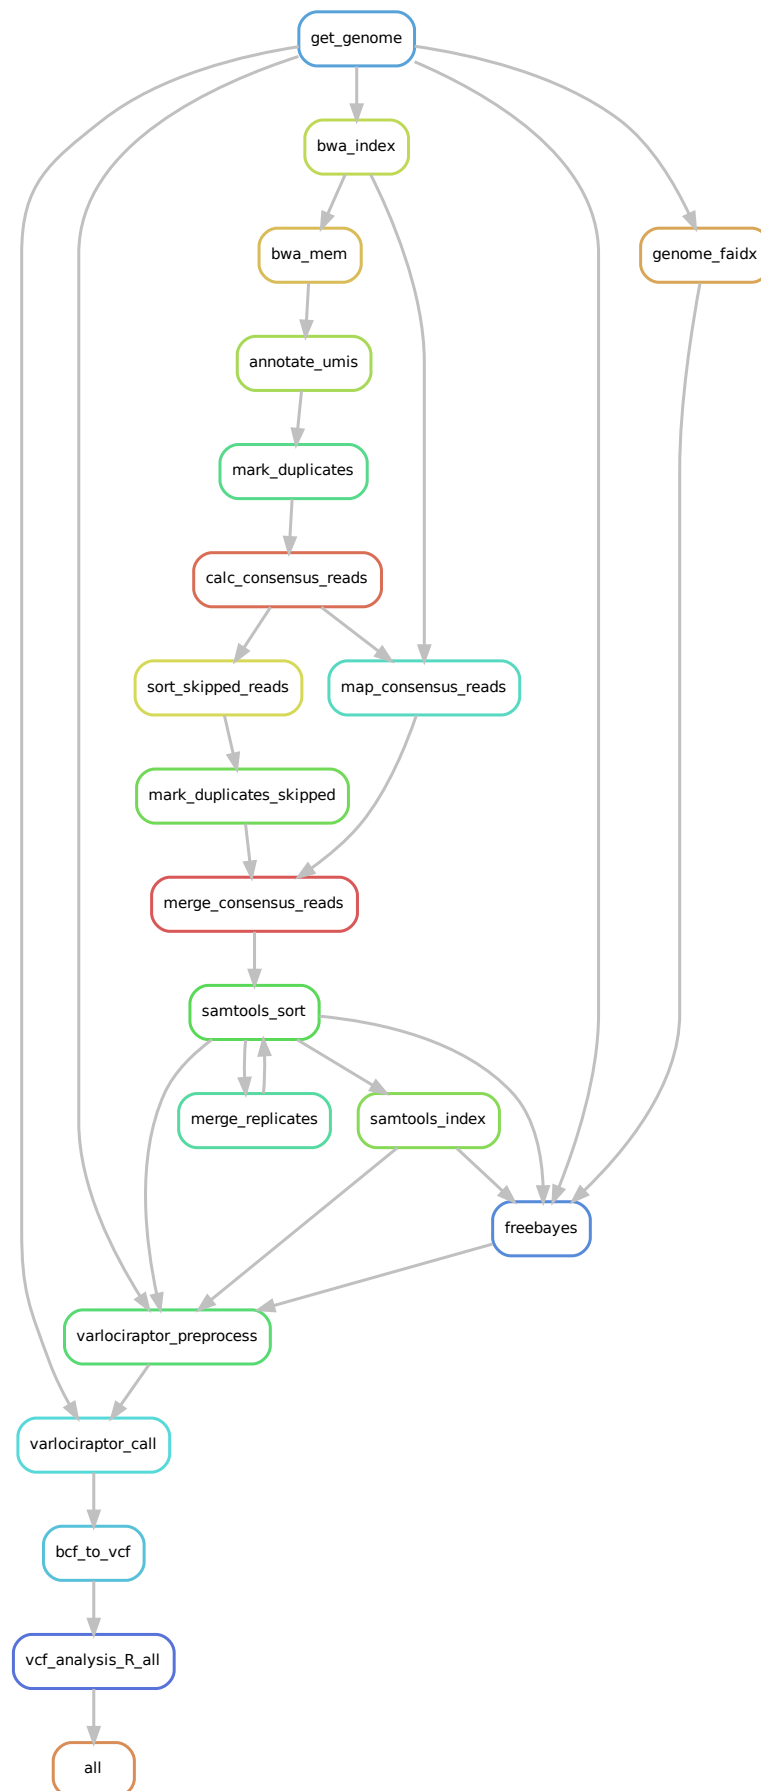 get_genome
bwa_index
bwa_mem
genome_faidx
annotate_umis
mark_duplicates
calc_consensus_reads
sort_skipped_reads
map_consensus_reads
mark_duplicates_skipped
merge_consensus_reads
samtools_sort
merge_replicates
samtools_index
freebayes
varlociraptor_preprocess
varlociraptor_call
bcf_to_vcf
vcf_analysis_R_all
all